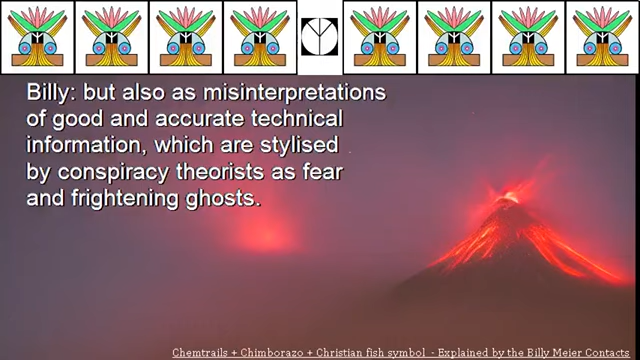 Billy: but also as misinterpretations
of good and accurate technical
information, which are stylised
by conspiracy theorists as fear
and frightening ghosts.
Chemtrails + Chimborazo + Christian fish symbol - Explained by the Billy Meier Contacts